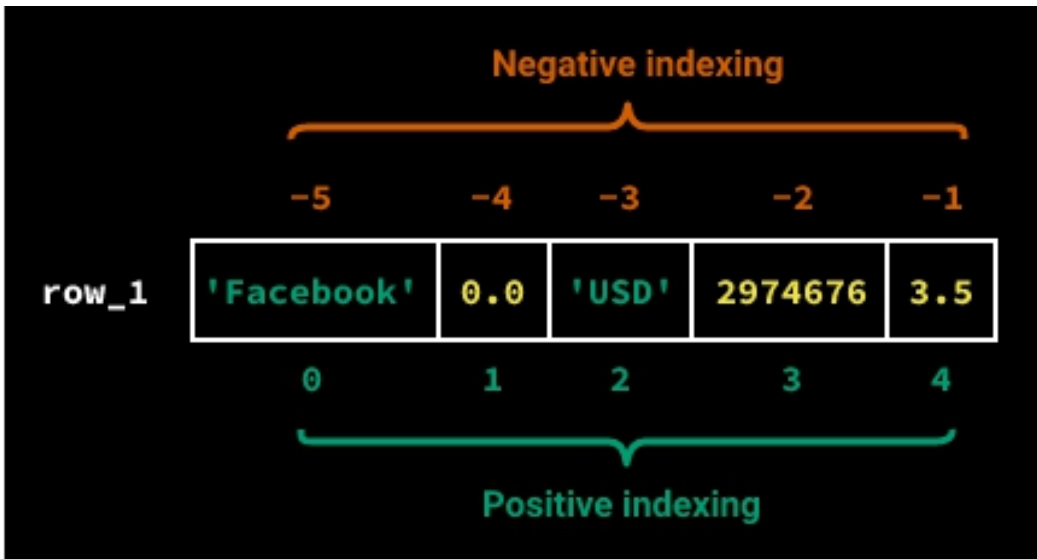 Negative indexing
-5 -4 -3 -2 -1
row_1 'Facebook' 0.0 'USD' 2974676 3.5
0 1 2 3 4
Positive indexing